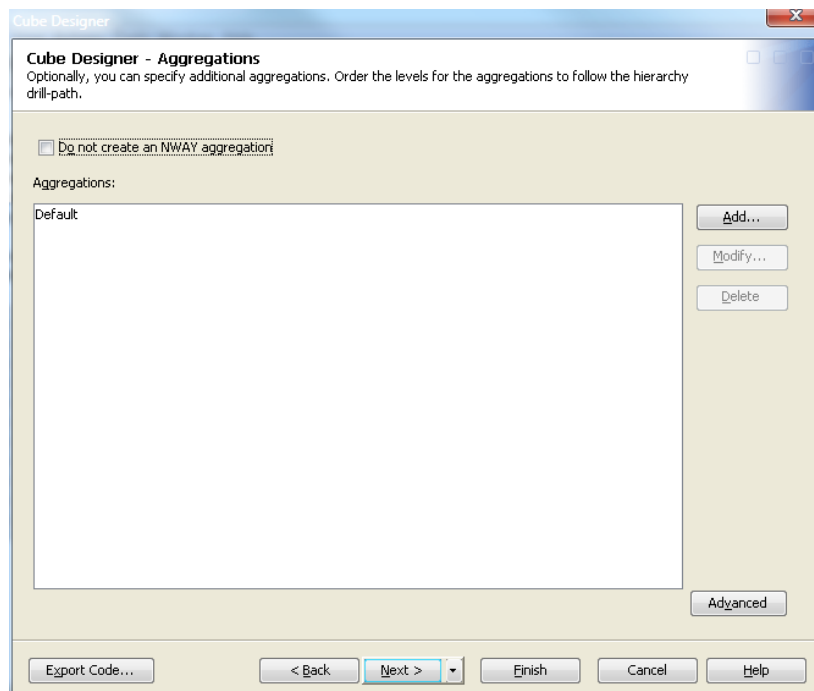 Cube Designer
Cube Designer - Aggregations
Optionally, you can specify additional aggregations. Order the levels for the aggregations to follow the hierarchy
drill-path.
Do not create an NWAY aggregation
Aggregations:
Default
Add...
Modify...
Delete
Advanced
Export Code...
< Back
Next >
Finish
Cancel
Help